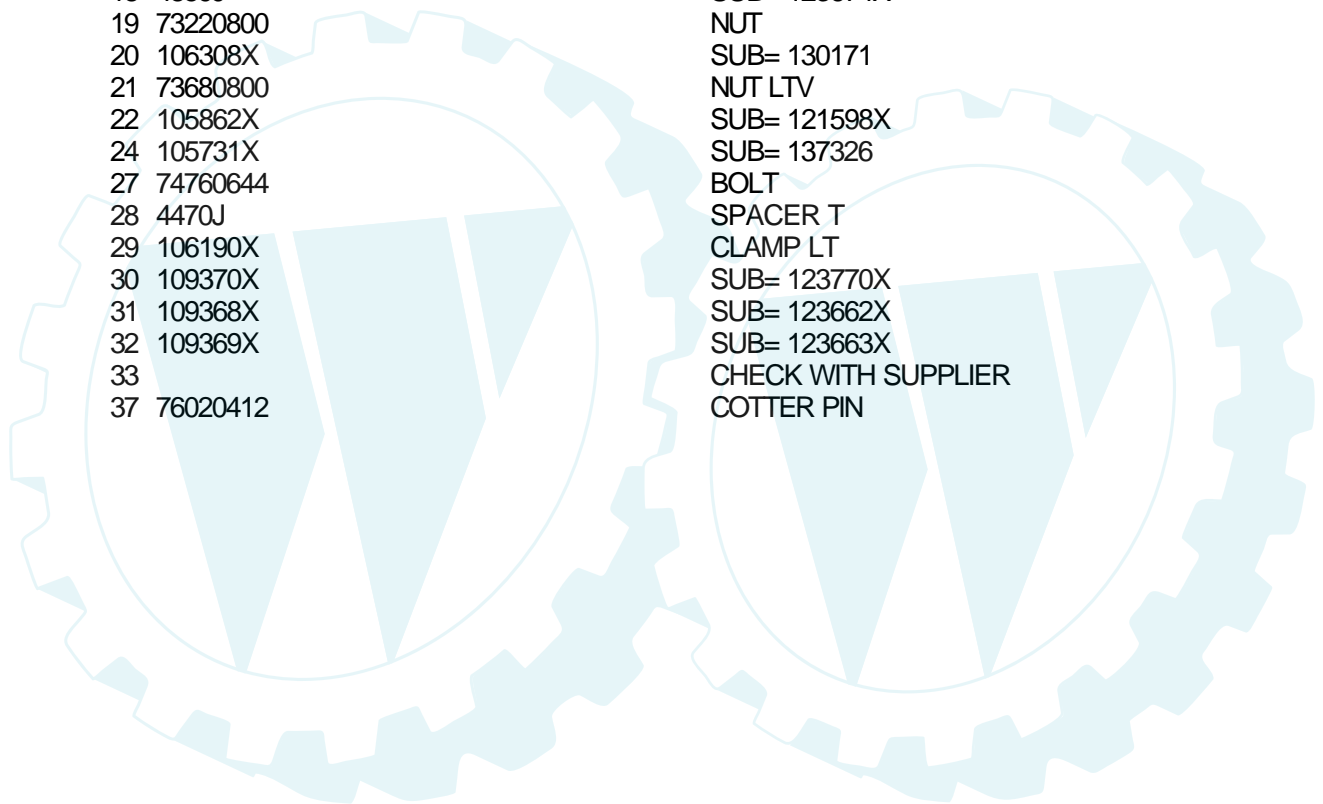 19 73220800 NUT
20 106308X SUB= 130171
21 73680800 NUT LTV
22 105862X SUB= 121598X
24 105731X SUB= 137326
27 74760644 BOLT
28 4470J SPACER T
29 106190X CLAMP LT
30 109370X SUB= 123770X
31 109368X SUB= 123662X
32 109369X SUB= 123663X
33 CHECK WITH SUPPLIER
37 76020412 COTTER PIN